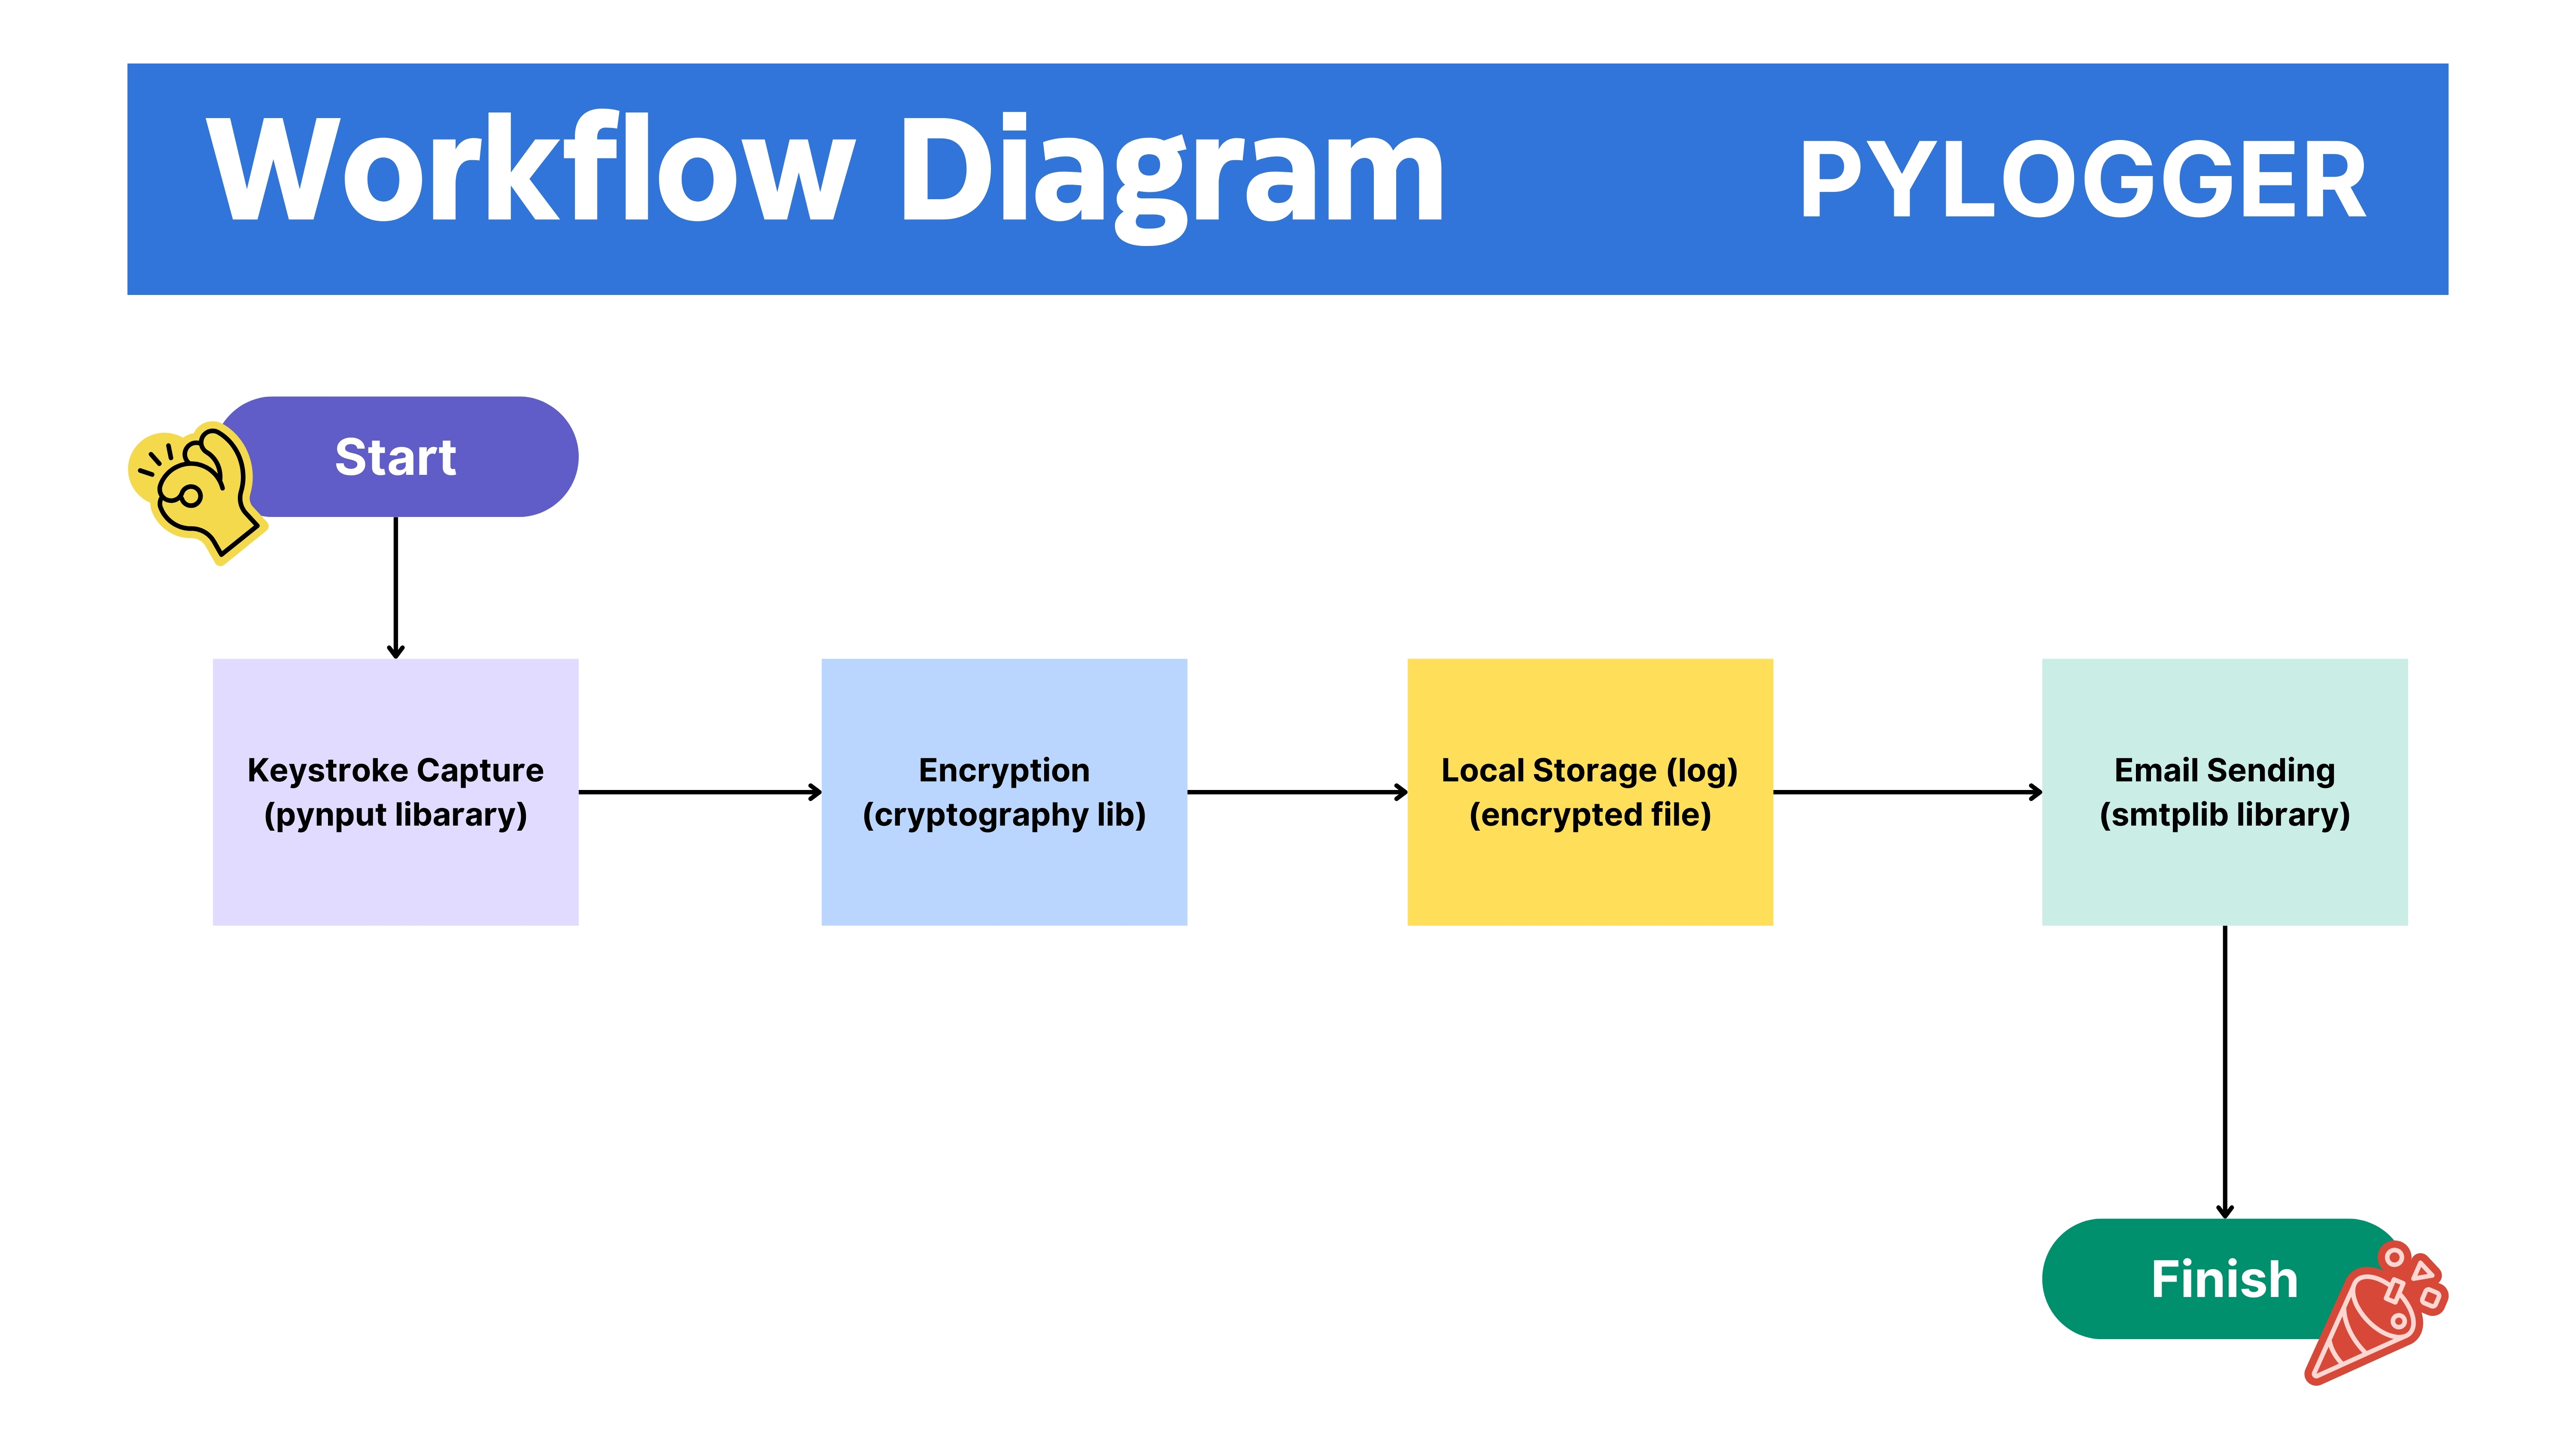 Workflow Diagram
PYLOGGER
Start
Keystroke Capture
(pynput libarary)
Encryption
(cryptography lib)
Local Storage (log)
(encrypted file)
Email Sending
(smtplib library)
Finish